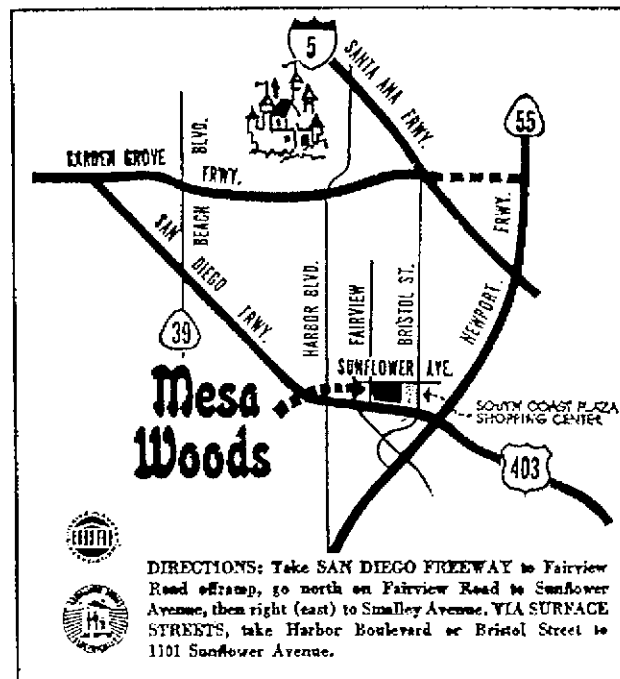 5
SANTA ANA FRWY.
55
BLVD.
GARDEN GROVE
FRWY.
FRWY.
BEACH
SAN DIEGO FRWY.
HARBOR BLVD.
FAIRVIEW
BRISTOL ST.
NEWPORT
39
SUNFLOWER AVE.
Mesa
Woods
SOUTH COAST PLAZA
SHOPPING CENTER
403
DIRECTIONS: Take SAN DIEGO FREEWAY to Fairview
Road offramp, go north on Fairview Road to Sunflower
Avenue, then right (east) to Smalley Avenue. VIA SURFACE
STREETS, take Harbor Boulevard or Bristol Street to
1101 Sunflower Avenue.